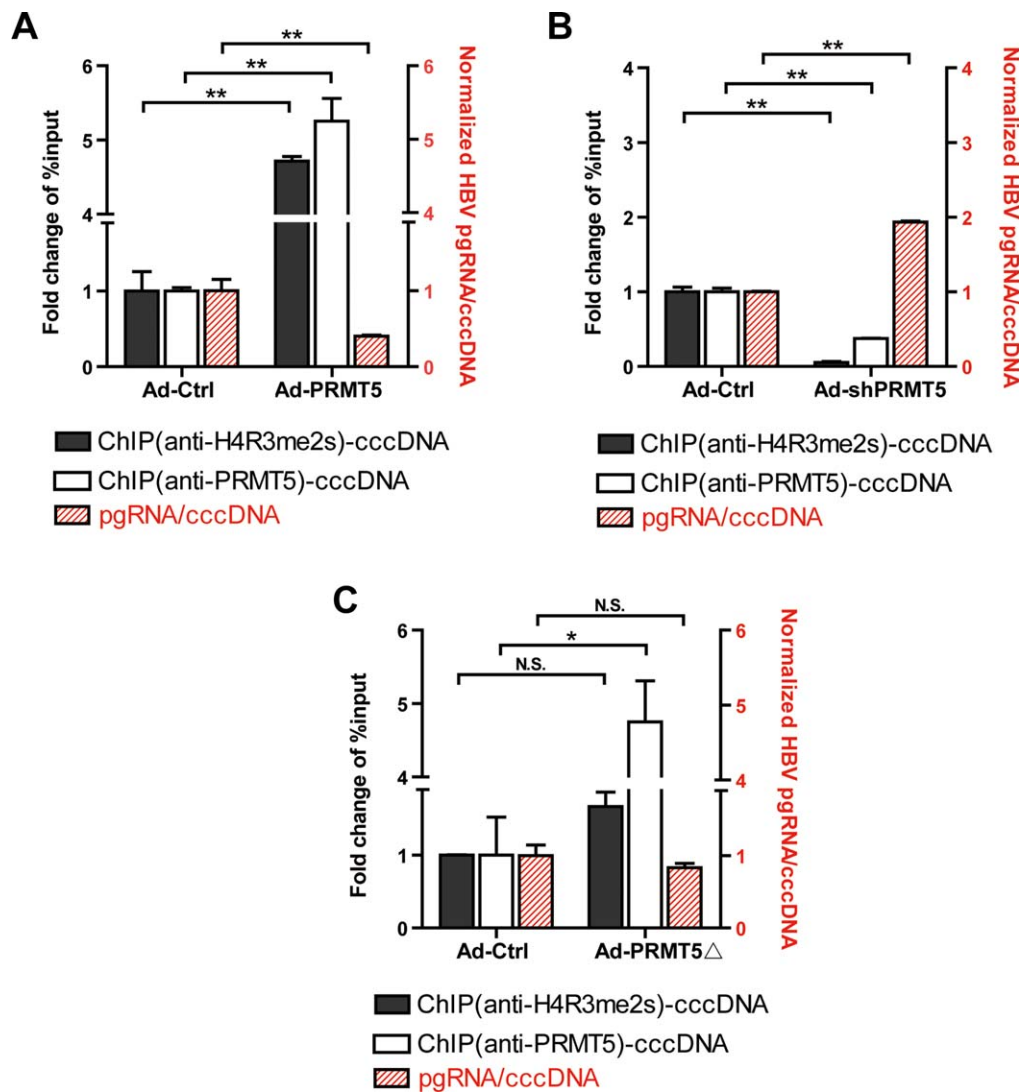 A
B
**
**
**
**
**
**
Fold change of %input
6
5
4
1
0
6
5
4
1
0
Normalized HBV pgRNA/cccDNA
Ad-Ctrl
Ad-PRMT5
Fold change of %input
4
3
2
1
0
4
3
2
1
0
Normalized HBV pgRNA/cccDNA
Ad-Ctrl
Ad-shPRMT5
ChIP(anti-H4R3me2s)-cccDNA
ChIP(anti-PRMT5)-cccDNA
pgRNA/cccDNA
ChIP(anti-H4R3me2s)-cccDNA
ChIP(anti-PRMT5)-cccDNA
pgRNA/cccDNA
C
N.S.
*
N.S.
Fold change of %input
6
5
4
1
0
6
5
4
1
0
Normalized HBV pgRNA/cccDNA
Ad-Ctrl
Ad-PRMT5△
ChIP(anti-H4R3me2s)-cccDNA
ChIP(anti-PRMT5)-cccDNA
pgRNA/cccDNA